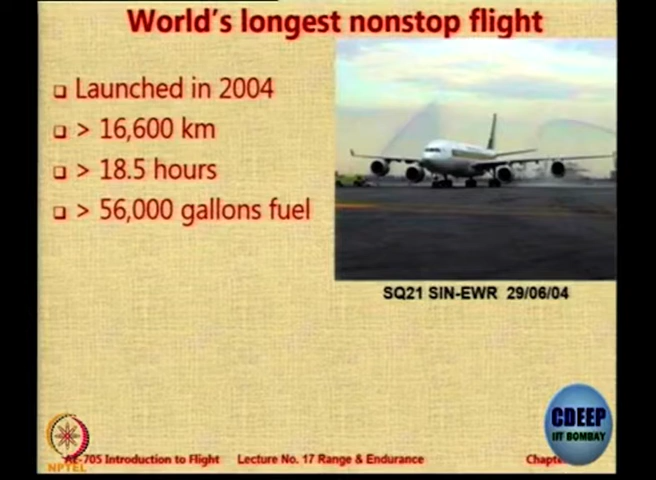 World's longest nonstop flight
❑ Launched in 2004
❑ > 16,600 km
❑ > 18.5 hours
❑ > 56,000 gallons fuel
SQ21 SIN-EWR 29/06/04
CDEEP
IIT BOMBAY
NPTEL
AE-705 Introduction to Flight Lecture No. 17 Range & Endurance